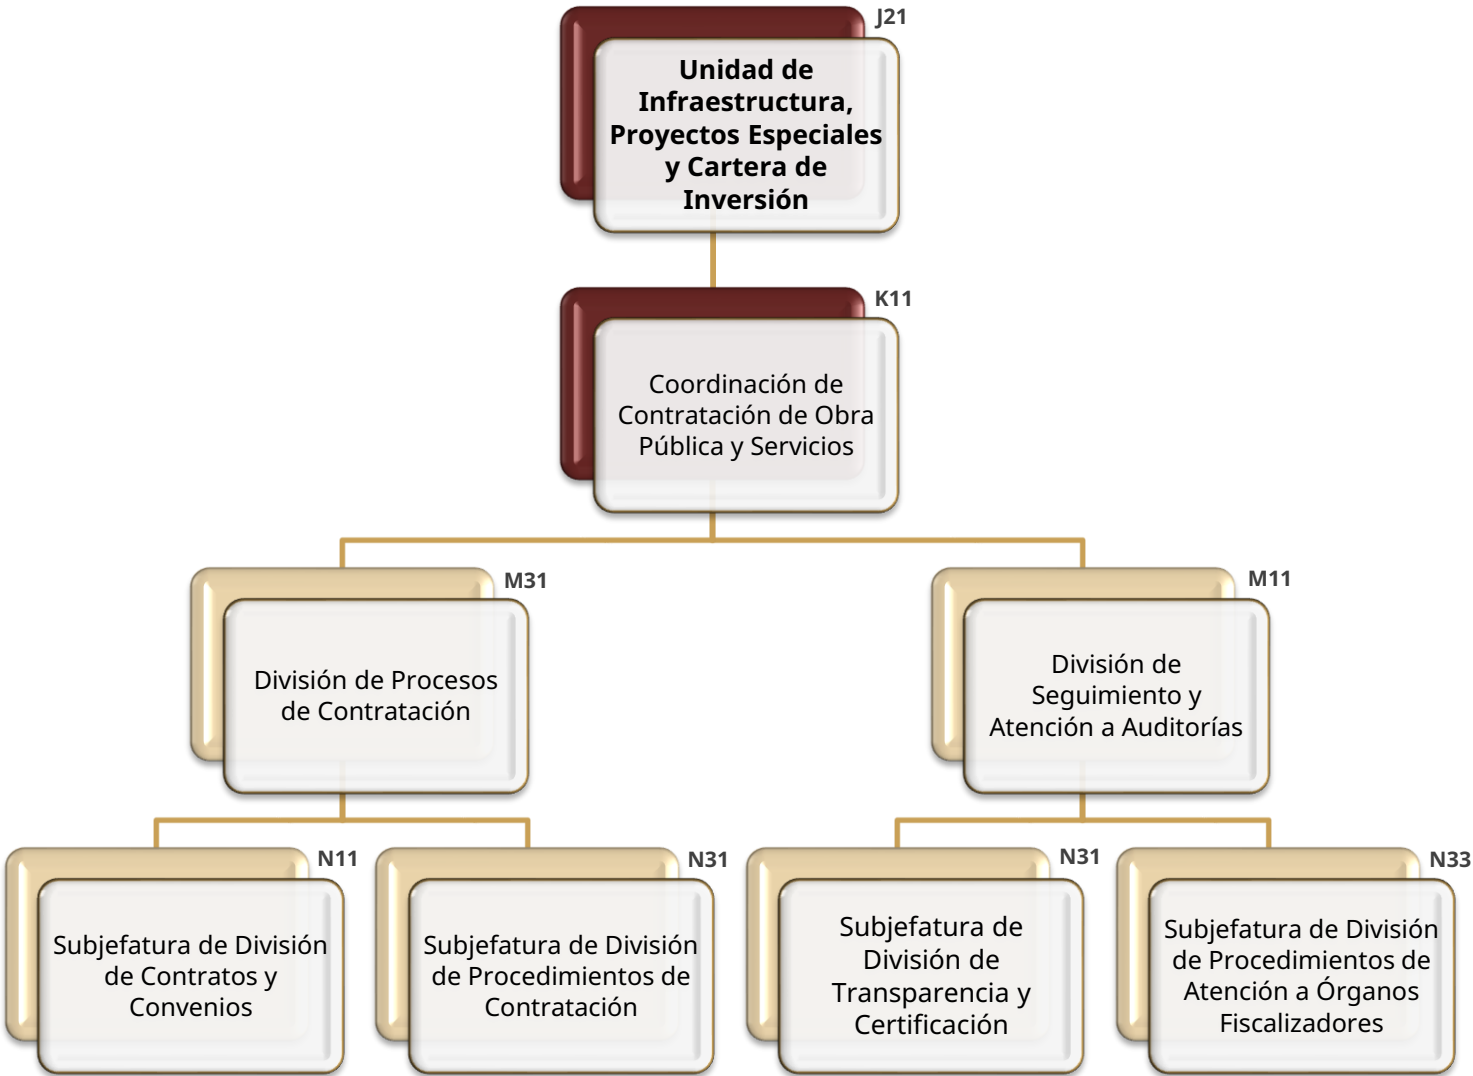 J21
Unidad de
Infraestructura,
Proyectos Especiales
y Cartera de
Inversión
K11
Coordinación de
Contratación de Obra
Pública y Servicios
M31
División de Procesos
de Contratación
M11
División de
Seguimiento y
Atención a Auditorías
N11
Subjefatura de División
de Contratos y
Convenios
N31
Subjefatura de División
de Procedimientos de
Contratación
N31
Subjefatura de
División de
Transparencia y
Certificación
N33
Subjefatura de División
de Procedimientos de
Atención a Órganos
Fiscalizadores